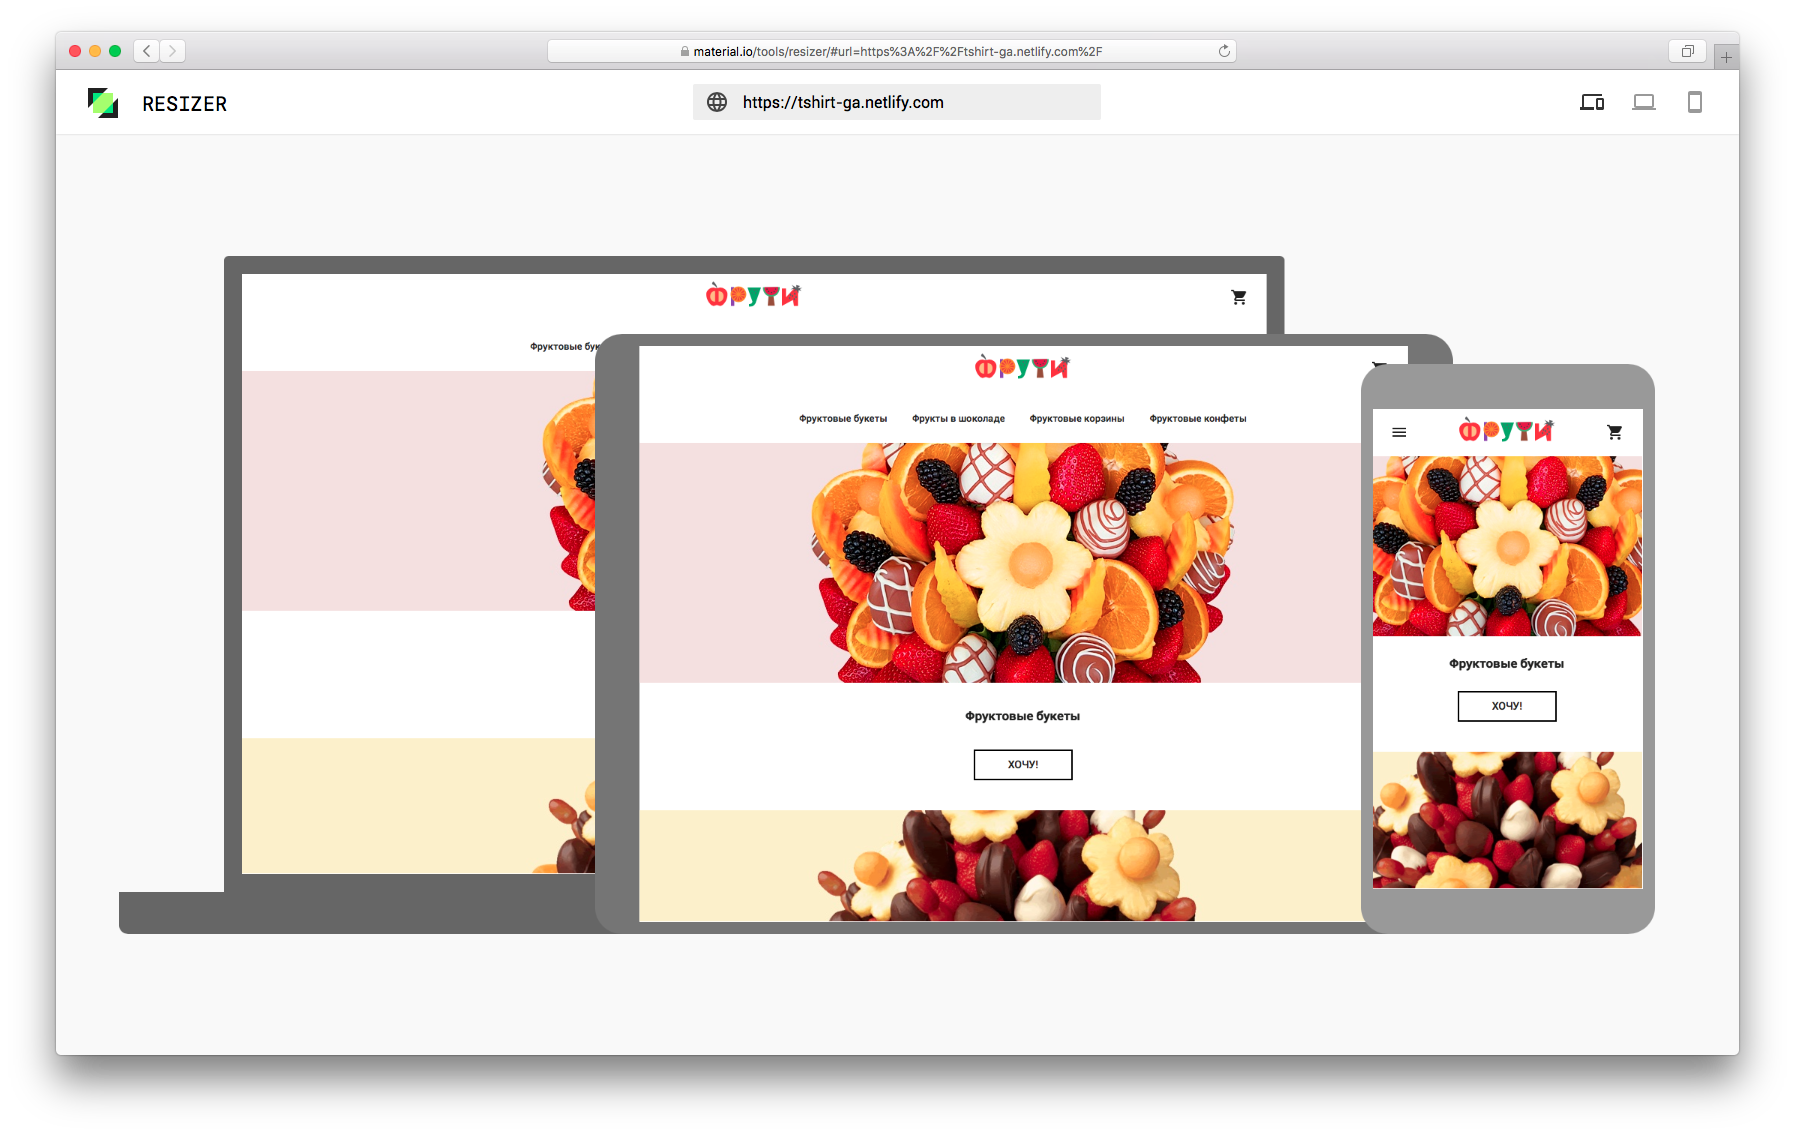 material.io/tools/resizer/#url=https%3A%2F%2Ftshirt-ga.netlify.com%2F
RESIZER
https://tshirt-ga.netlify.com
ФРУТИ
Фруктовые бук
ФРУТИ
Фруктовые букеты Фрукты в шоколаде Фруктовые корзины Фруктовые конфеты
Фруктовые букеты
ХОЧУ!
ФРУТИ
Фруктовые букеты
ХОЧУ!